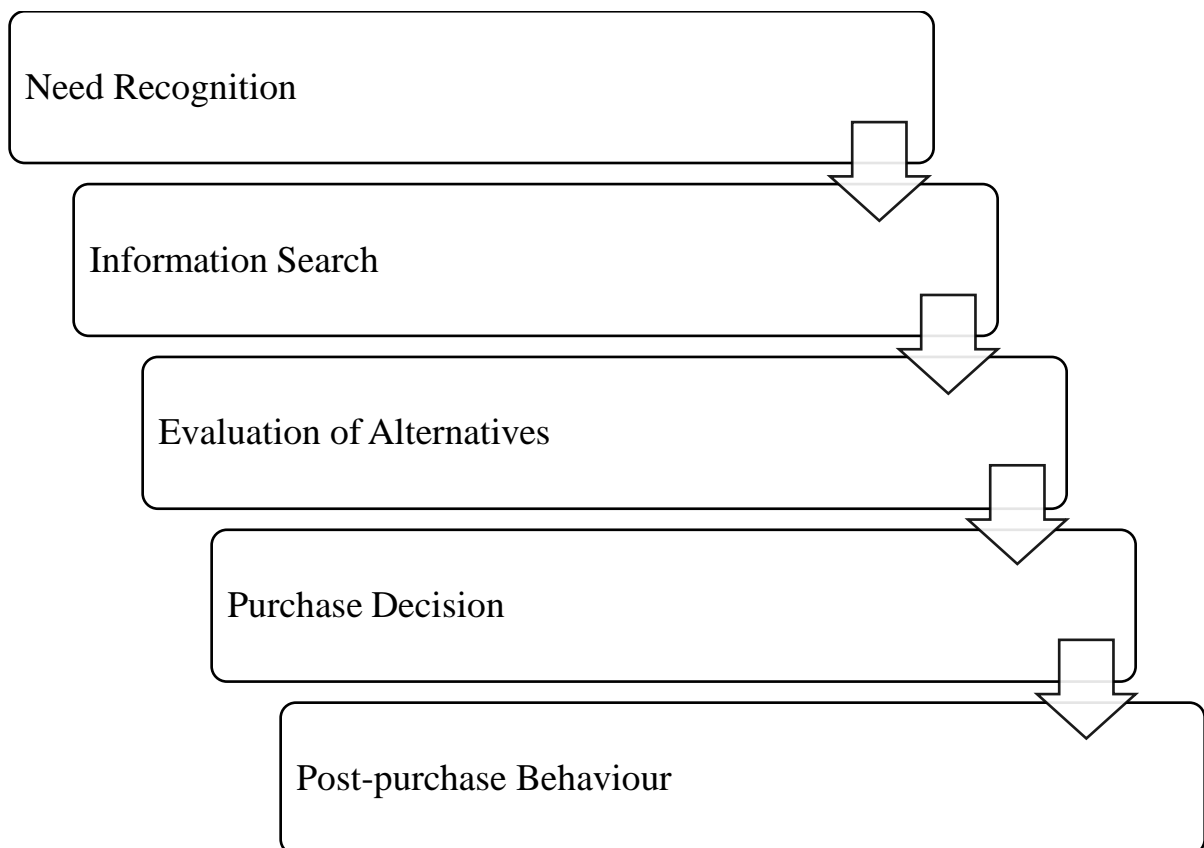 Need Recognition
Information Search
Evaluation of Alternatives
Purchase Decision
Post-purchase Behaviour